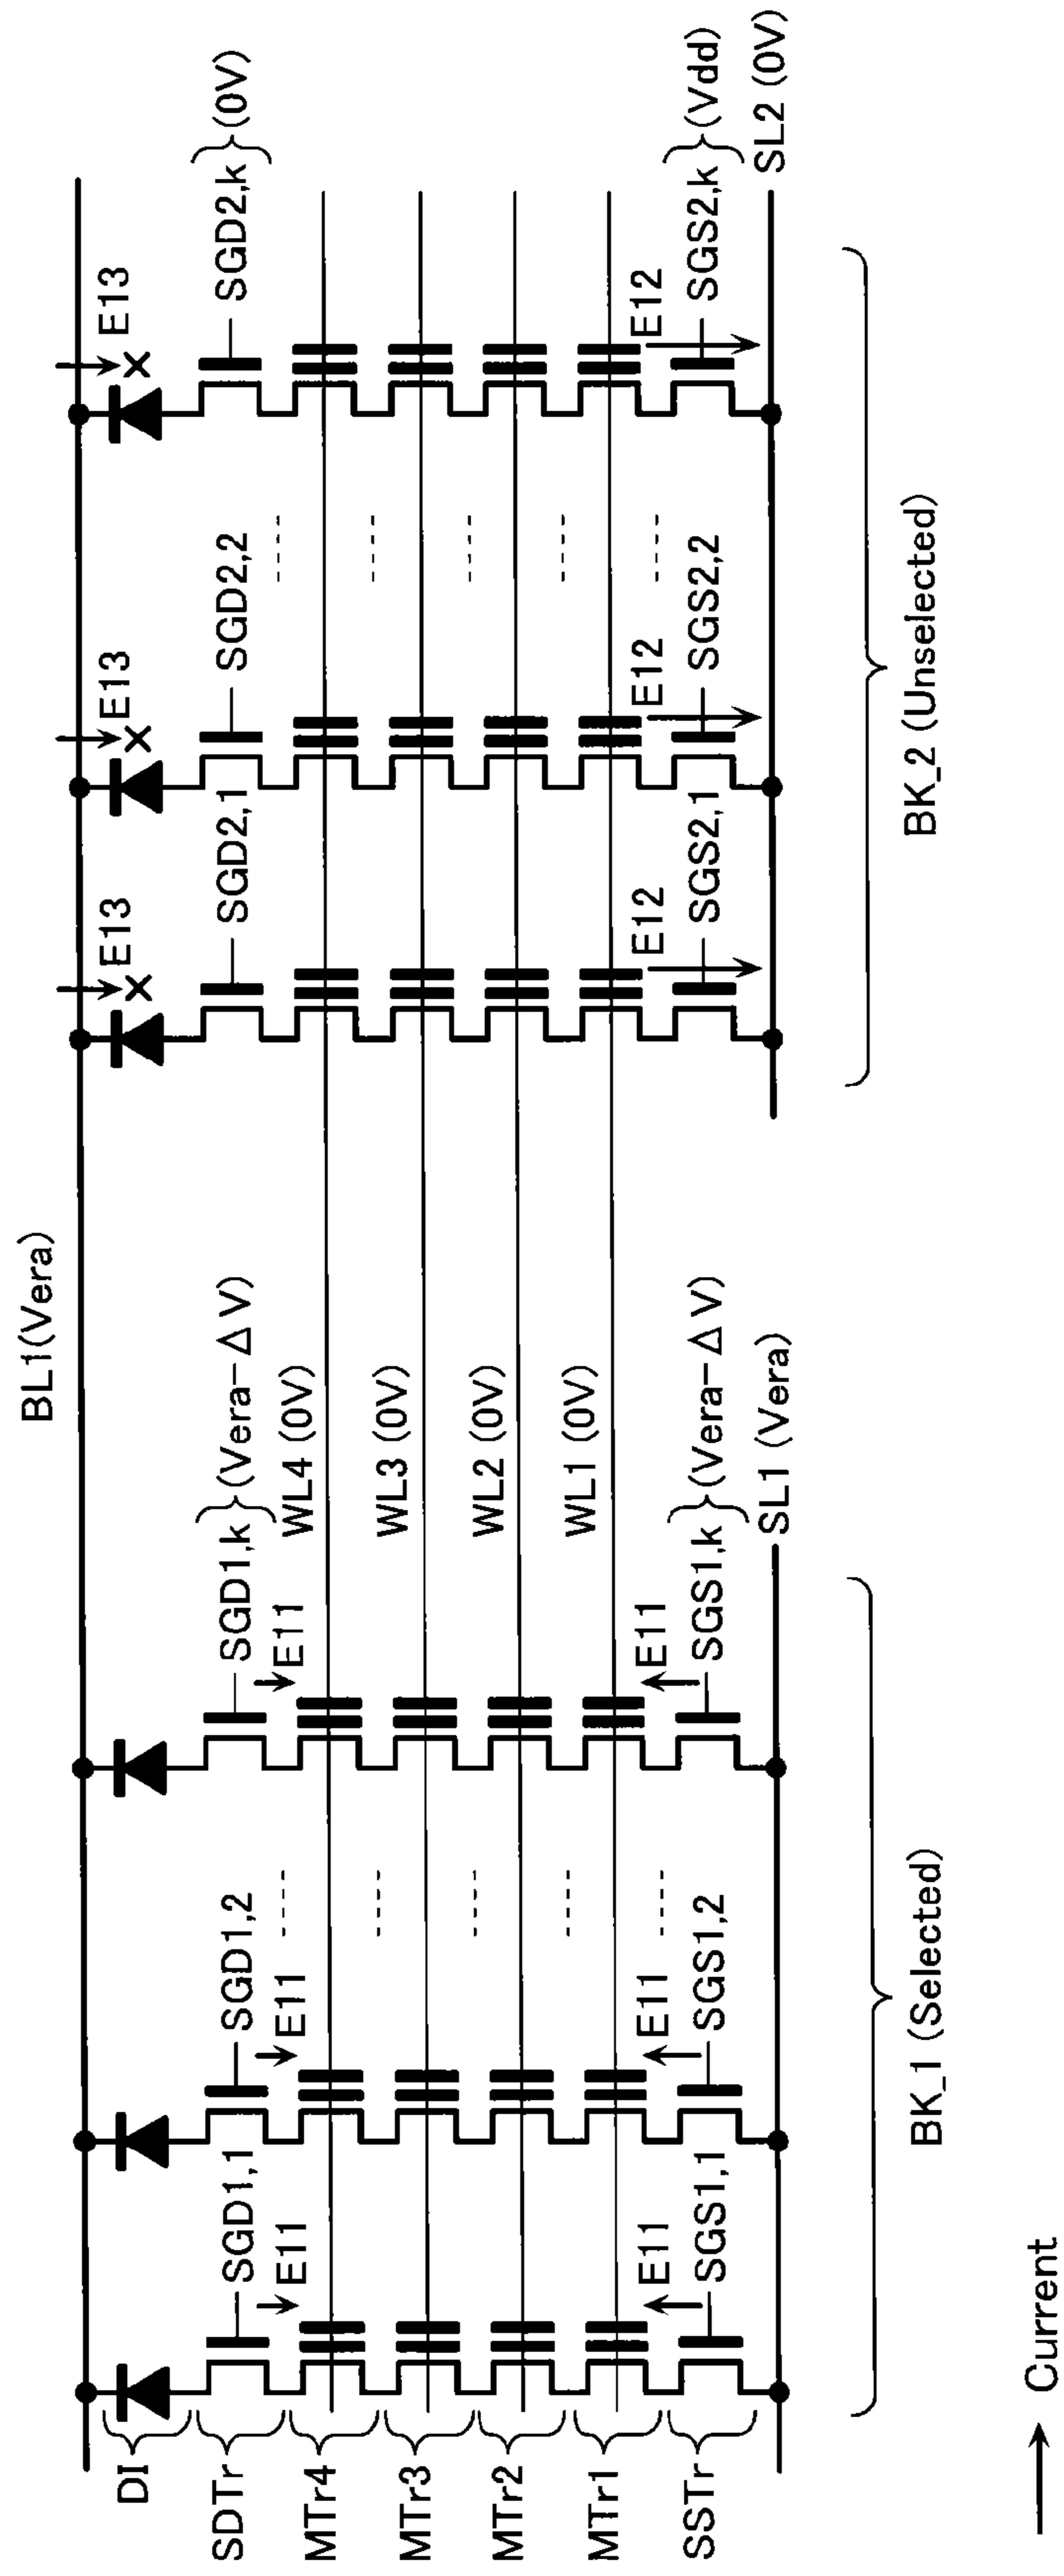 BL1(Vera)
E13
E13
E13
DI
SDTr
MTr4
MTr3
MTr2
MTr1
SSTr
SGD1,1
SGD1,2
SGD1,k
(Vera-ΔV)
SGD2,1
SGD2,2
SGD2,k
(0V)
E11
E11
E11
WL4 (0V)
WL3 (0V)
WL2 (0V)
WL1 (0V)
E11
E11
E11
E12
E12
E12
SGS1,1
SGS1,2
SGS1,k
(Vera-ΔV)
SGS2,1
SGS2,2
SGS2,k
(Vdd)
SL1 (Vera)
SL2 (0V)
BK_1 (Selected)
BK_2 (Unselected)
Current